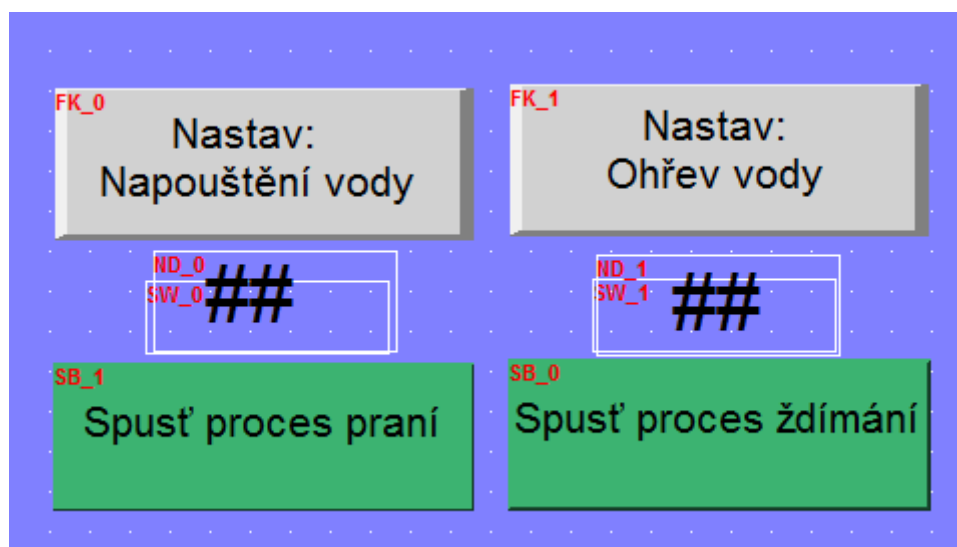 FK_0
Nastav:
Napouštění vody
FK_1
Nastav:
Ohřev vody
ND_0
SW_0
##
ND_1
SW_1
##
SB_1
Spusť proces praní
SB_0
Spusť proces ždímání